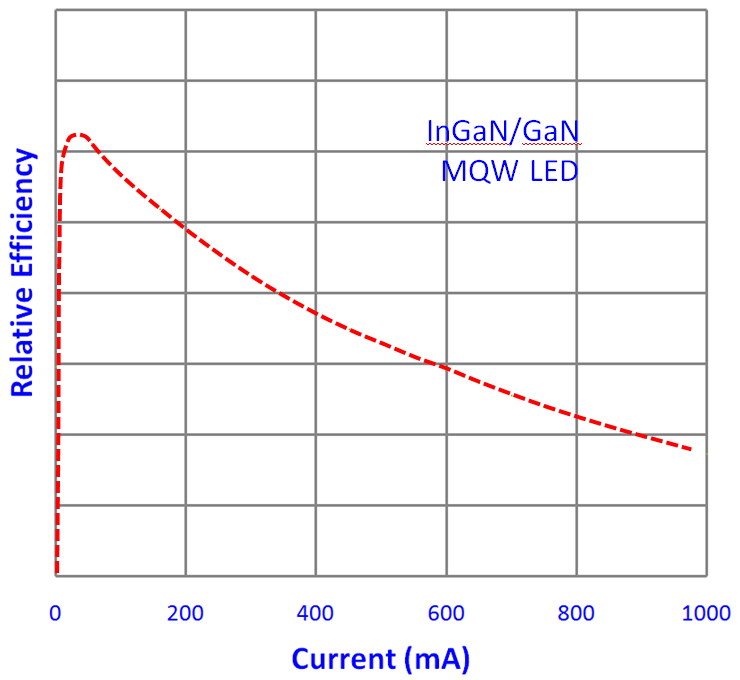 InGaN/GaN
MQW LED
Relative Efficiency
0 200 400 600 800 1000
Current (mA)